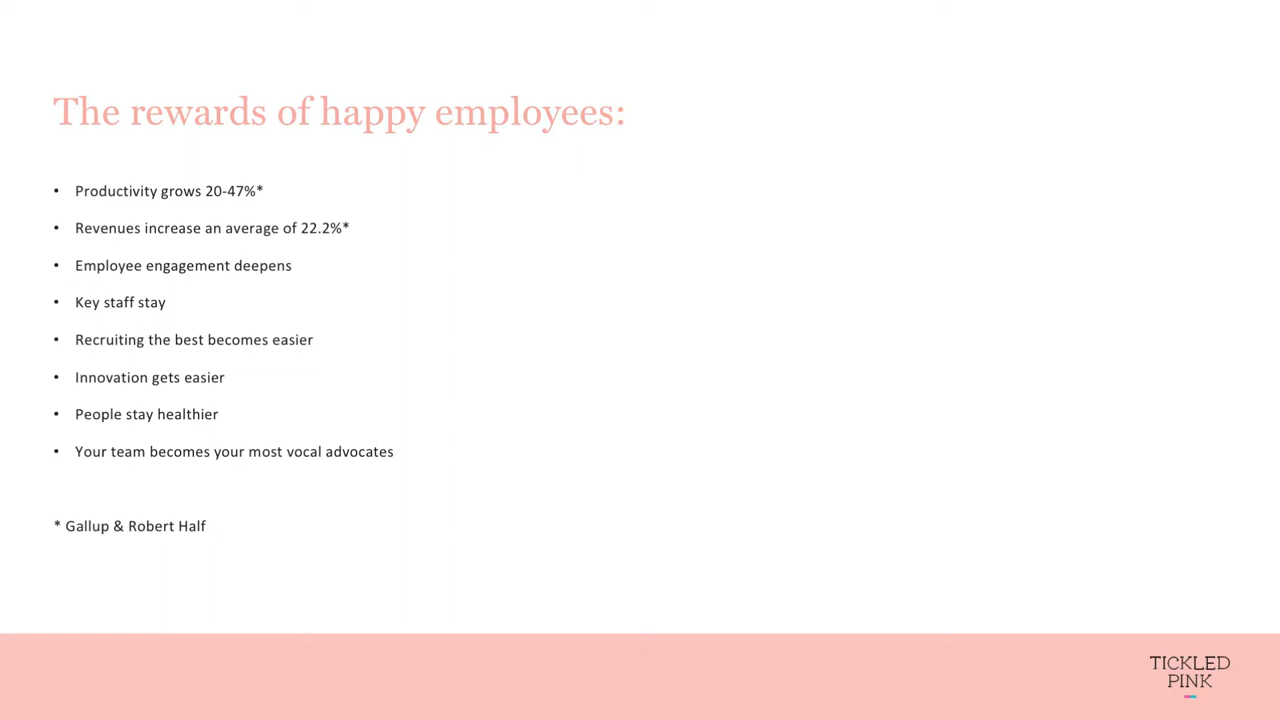 The rewards of happy employees:
• Productivity grows 20-47%*
• Revenues increase an average of 22.2%*
• Employee engagement deepens
• Key staff stay
• Recruiting the best becomes easier
• Innovation gets easier
• People stay healthier
• Your team becomes your most vocal advocates
* Gallup & Robert Half
TICKLED
PINK